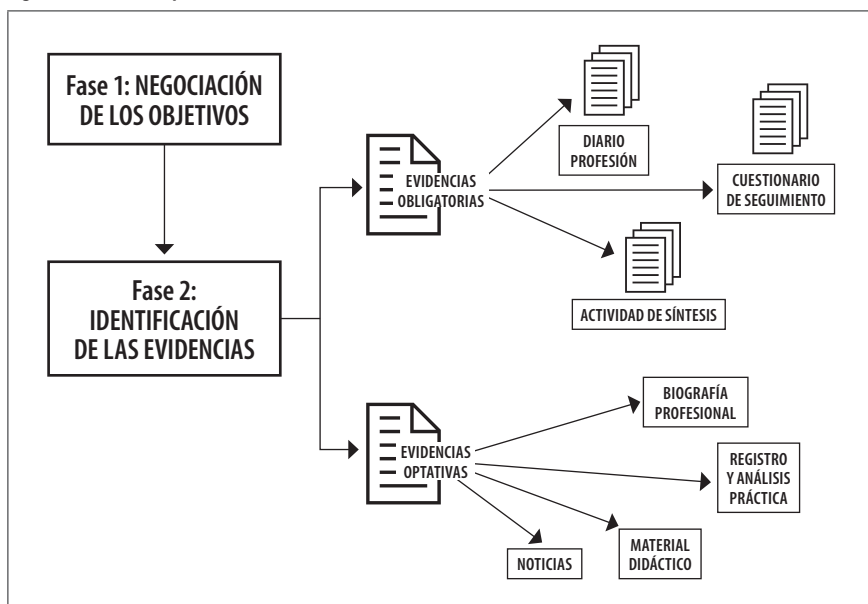 Fase 1: NEGOCIACIÓN
DE LOS OBJETIVOS
DIARIO
PROFESIÓN
EVIDENCIAS
OBLIGATORIAS
CUESTIONARIO
DE SEGUIMIENTO
Fase 2:
IDENTIFICACIÓN
DE LAS EVIDENCIAS
ACTIVIDAD DE SÍNTESIS
BIOGRAFÍA
PROFESIONAL
EVIDENCIAS
OPTATIVAS
REGISTRO
Y ANÁLISIS
PRÁCTICA
NOTICIAS
MATERIAL
DIDÁCTICO